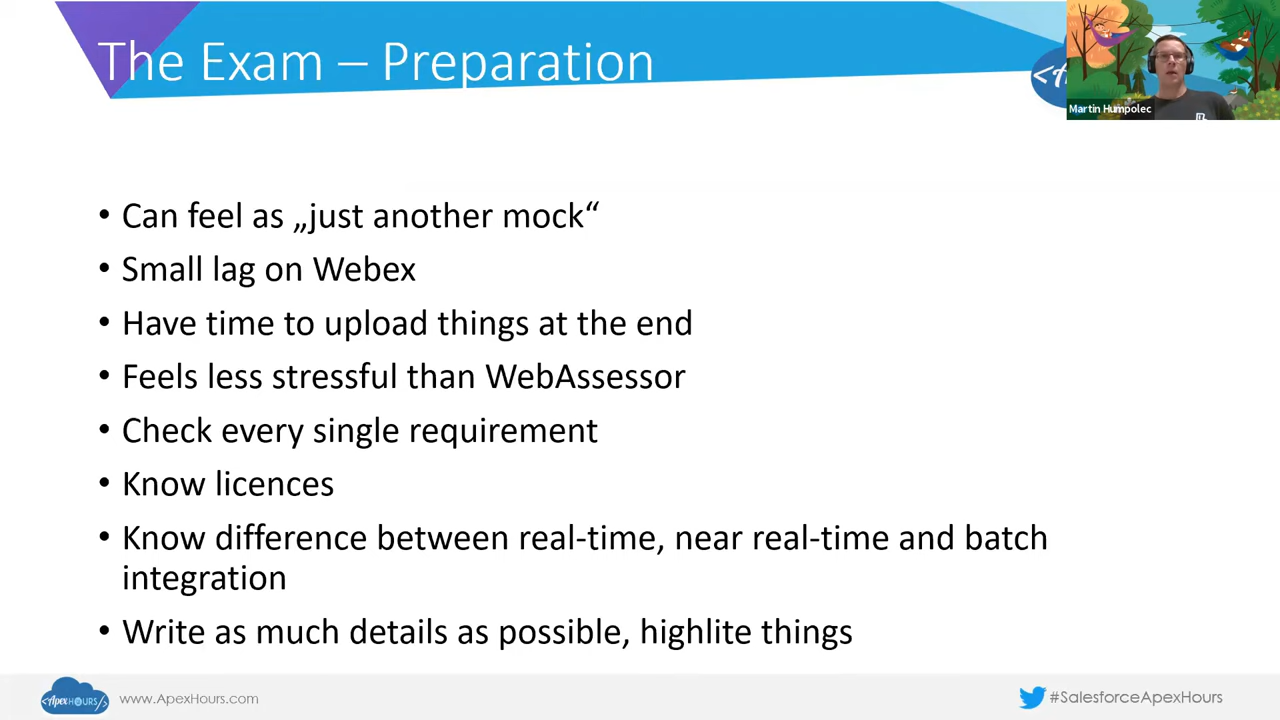 The Exam – Preparation
Martin Humpolec
• Can feel as „just another mock“
• Small lag on Webex
• Have time to upload things at the end
• Feels less stressful than WebAssessor
• Check every single requirement
• Know licences
• Know difference between real-time, near real-time and batch
integration
• Write as much details as possible, highlite things
<ApexHOURS/>
www.ApexHours.com
#SalesforceApexHours